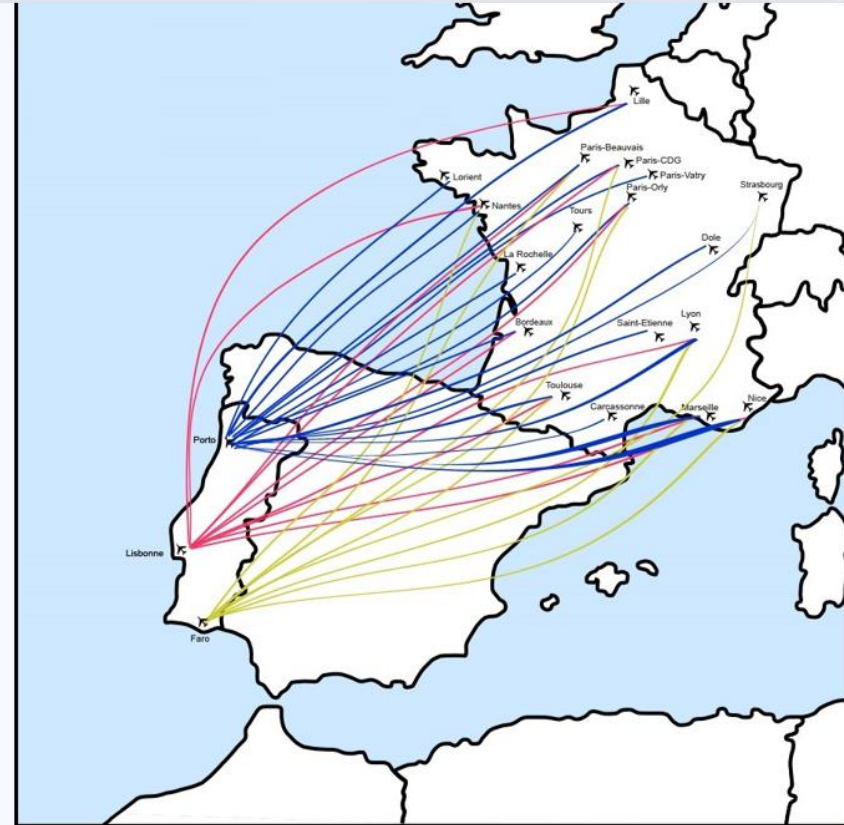 Lille
Paris-Beauvais
Paris-CDG
Lorient
Paris-Vatry
Strasbourg
Paris-Orly
Nantes
Tours
Dole
La Rochelle
Lyon
Bordeaux
Saint-Etienne
Toulouse
Nice
Carcassonne
Marseille
Porto
Lisbonne
Faro